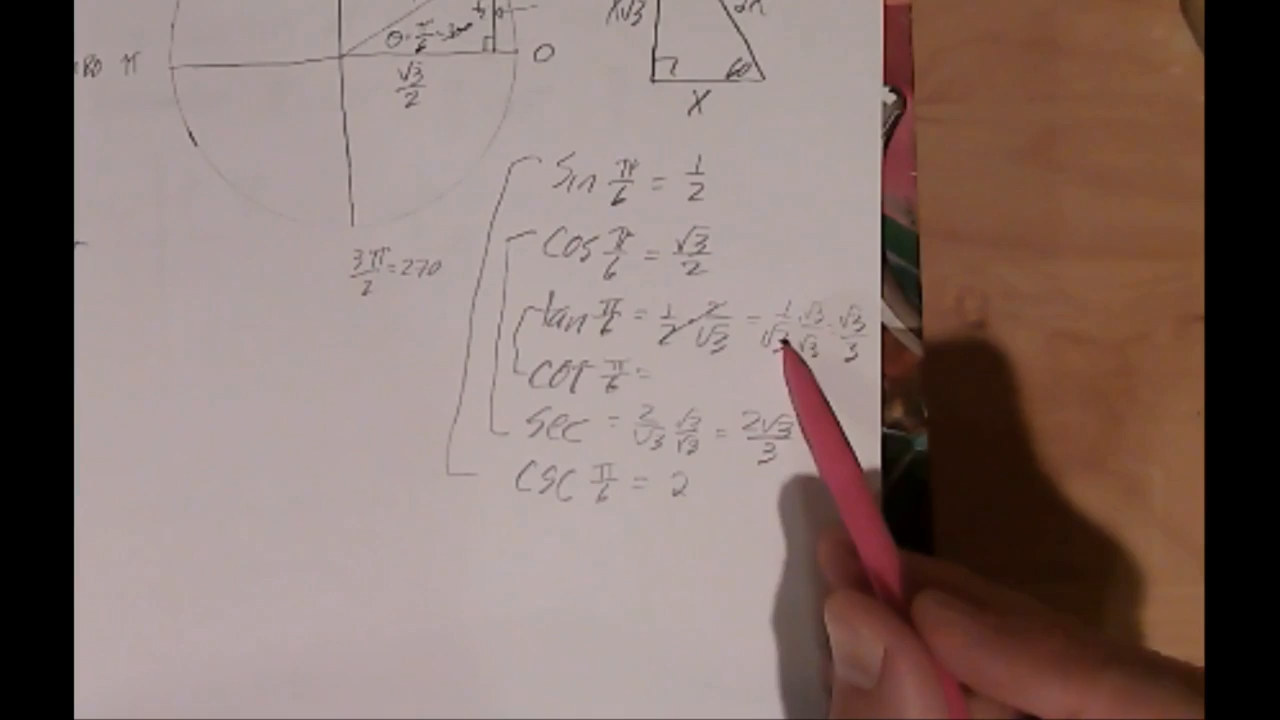 θ = π/6 = 30°
x√3 2x
180 π 0
√3/2
60
x
sin π/6 = 1/2
cos π/6 = √3/2
3π/2 = 270
tan π/6 = 1/2 2/√3 = 1/√3 √3/√3 = √3/3
cot π/6 =
sec = 2/√3 √3/√3 = 2√3/3
csc π/6 = 2